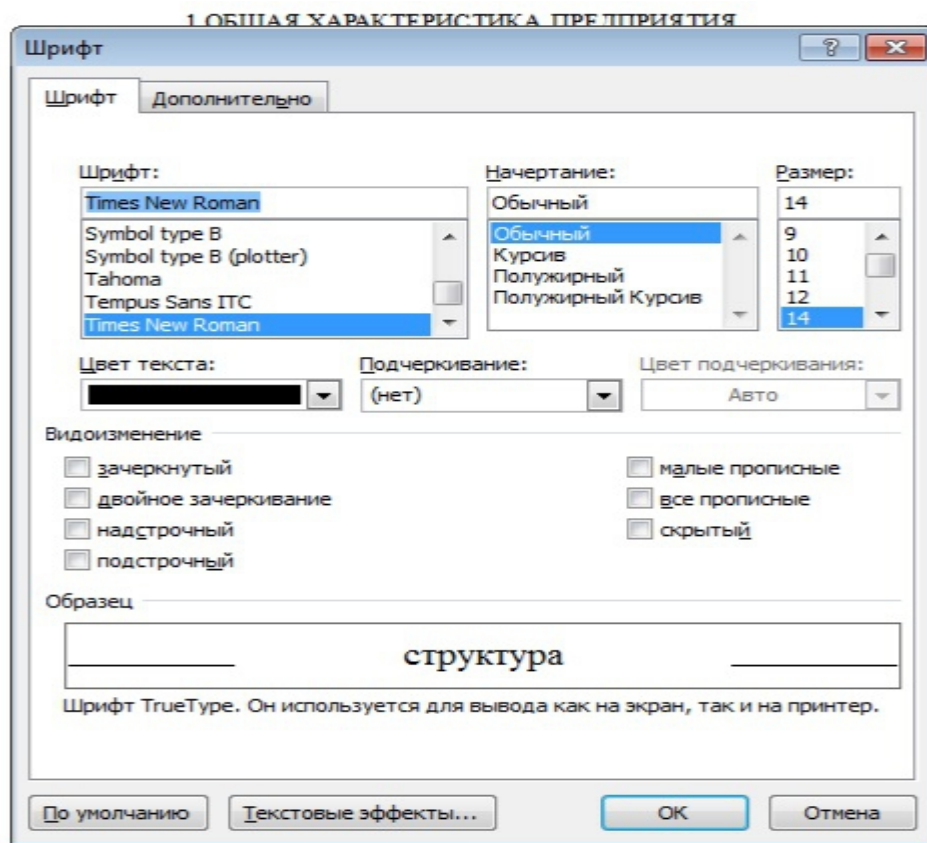 1 ОБЩАЯ ХАРАКТЕРИСТИКА ПРЕДПРИЯТИЯ
Шрифт
Шрифт Дополнительно
Шрифт: Начертание: Размер:
Times New Roman Обычный 14
Symbol type B Обычный 9
Symbol type B (plotter) Курсив 10
Tahoma Полужирный 11
Tempus Sans ITC Полужирный Курсив 12
Times New Roman 14
Цвет текста: Подчеркивание: Цвет подчеркивания:
(нет) Авто
Видоизменение
зачеркнутый малые прописные
двойное зачеркивание все прописные
надстрочный скрытый
подстрочный
Образец
структура
Шрифт TrueType. Он используется для вывода как на экран, так и на принтер.
По умолчанию Текстовые эффекты... ОК Отмена